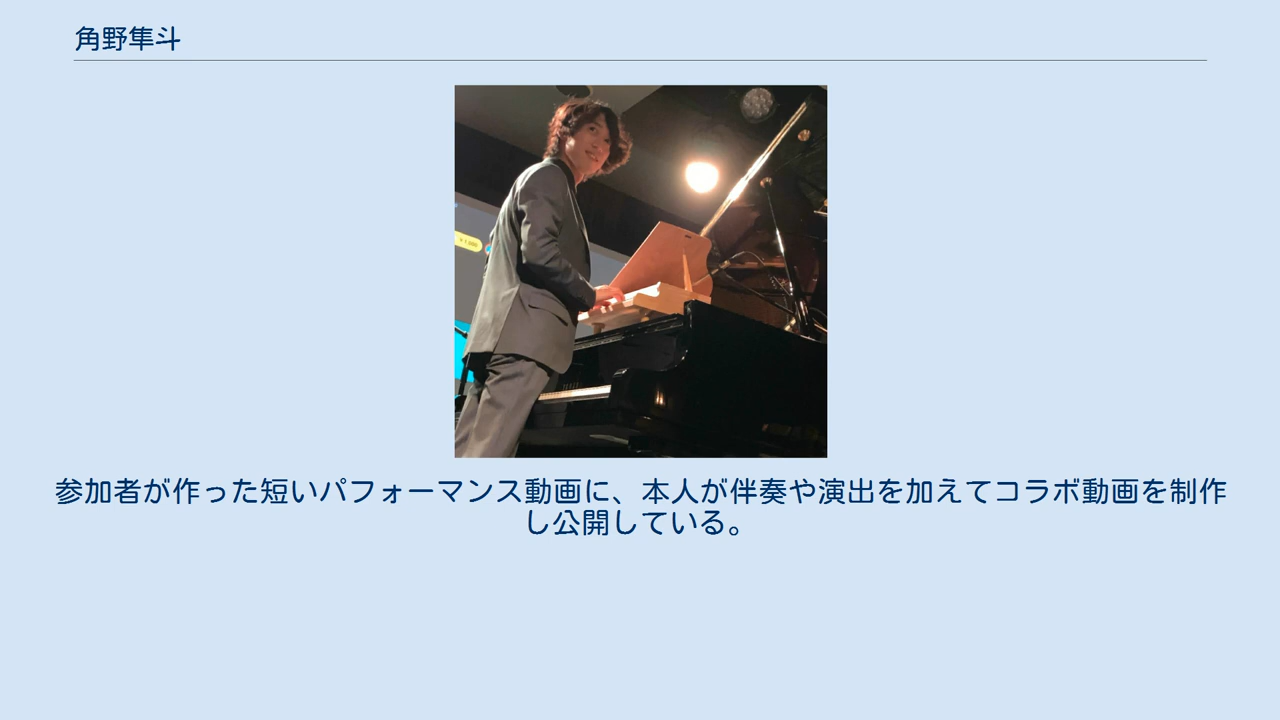 角野隼斗
参加者が作った短いパフォーマンス動画に、本人が伴奏や演出を加えてコラボ動画を制作
し公開している。